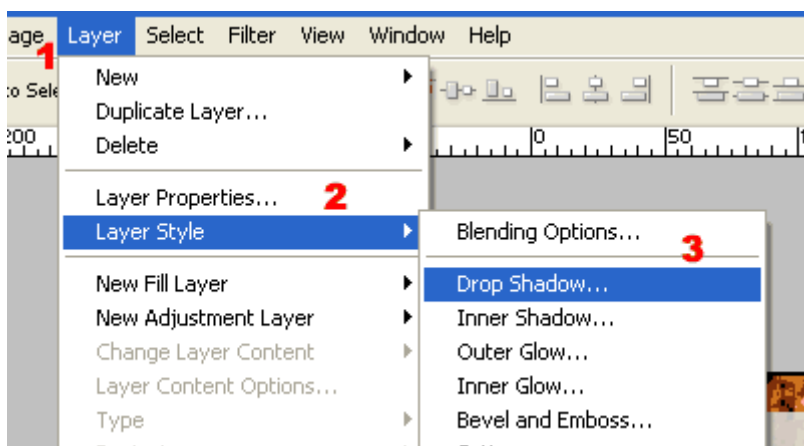 age Layer Select Filter View Window Help
1
to Sele
New
Duplicate Layer...
Delete
200 0 50
Layer Properties... 2
Layer Style
Blending Options...
3
New Fill Layer
Drop Shadow...
New Adjustment Layer
Inner Shadow...
Change Layer Content
Outer Glow...
Layer Content Options...
Inner Glow...
Type
Bevel and Emboss...